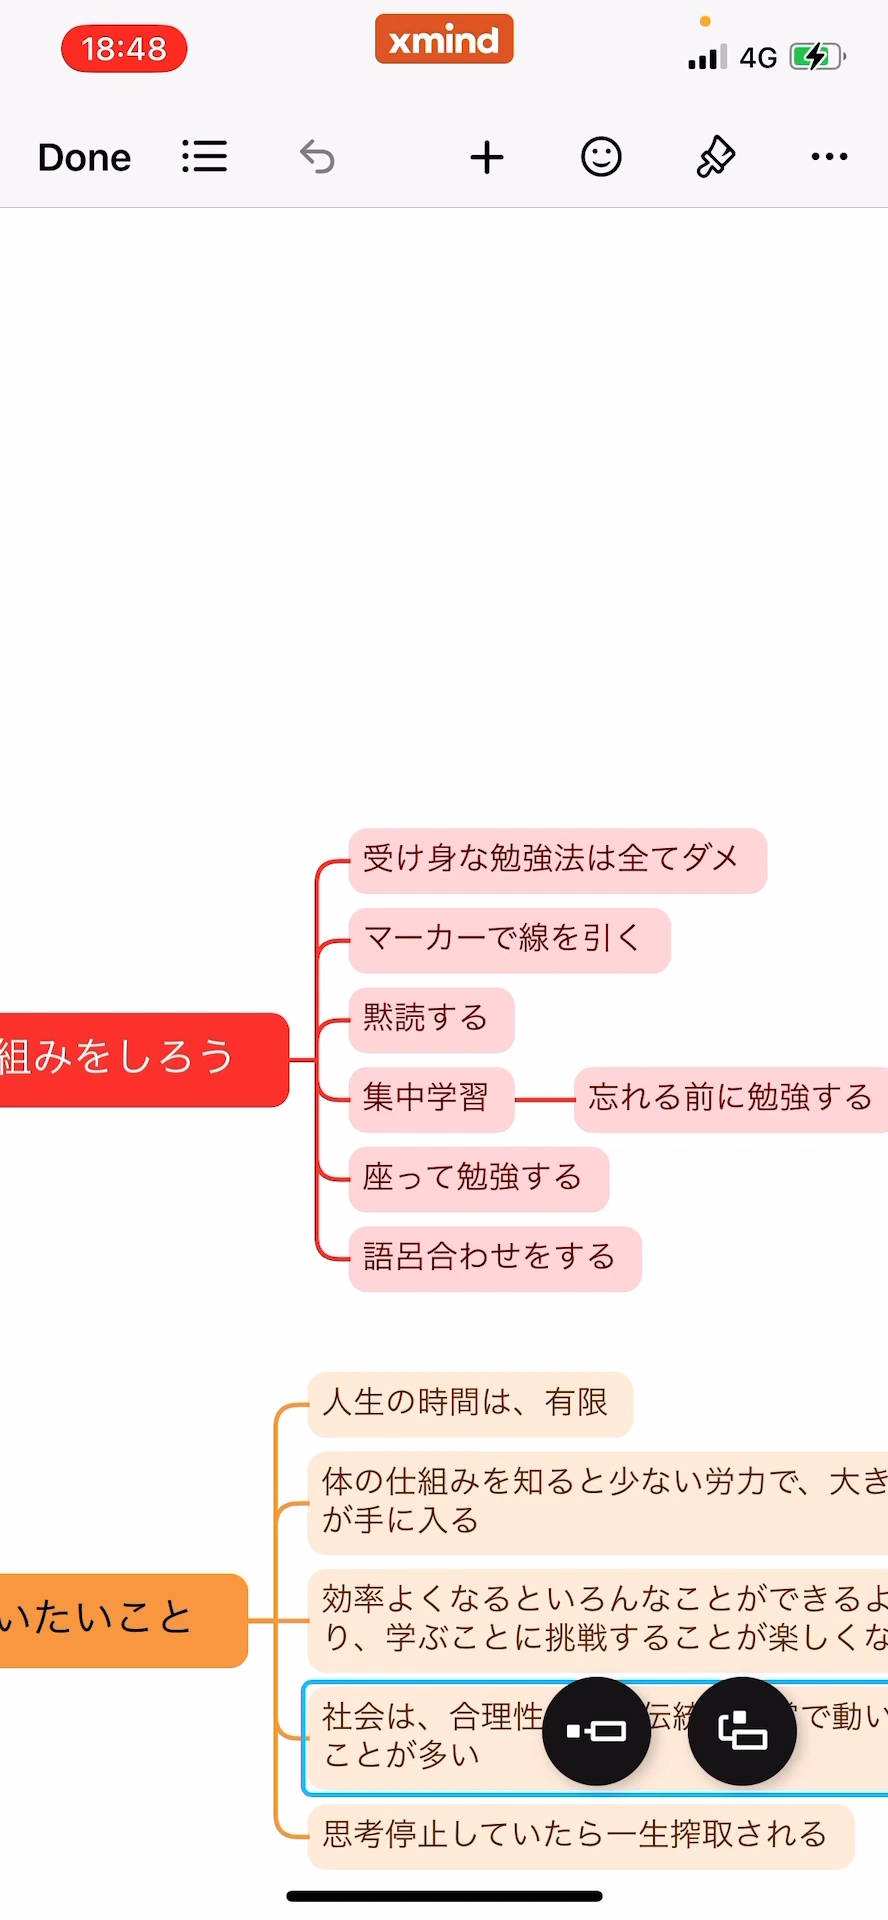 18:48
xmind
4G
Done
受け身な勉強法は全てダメ
マーカーで線を引く
黙読する
組みをしろう
集中学習
忘れる前に勉強する
座って勉強する
語呂合わせをする
人生の時間は、有限
体の仕組みを知ると少ない労力で、大き
が手に入る
効率よくなるといろんなことができるよ
り、学ぶことに挑戦することが楽しくな
いたいこと
社会は、合理性 伝統 で動い
ことが多い
思考停止していたら一生搾取される